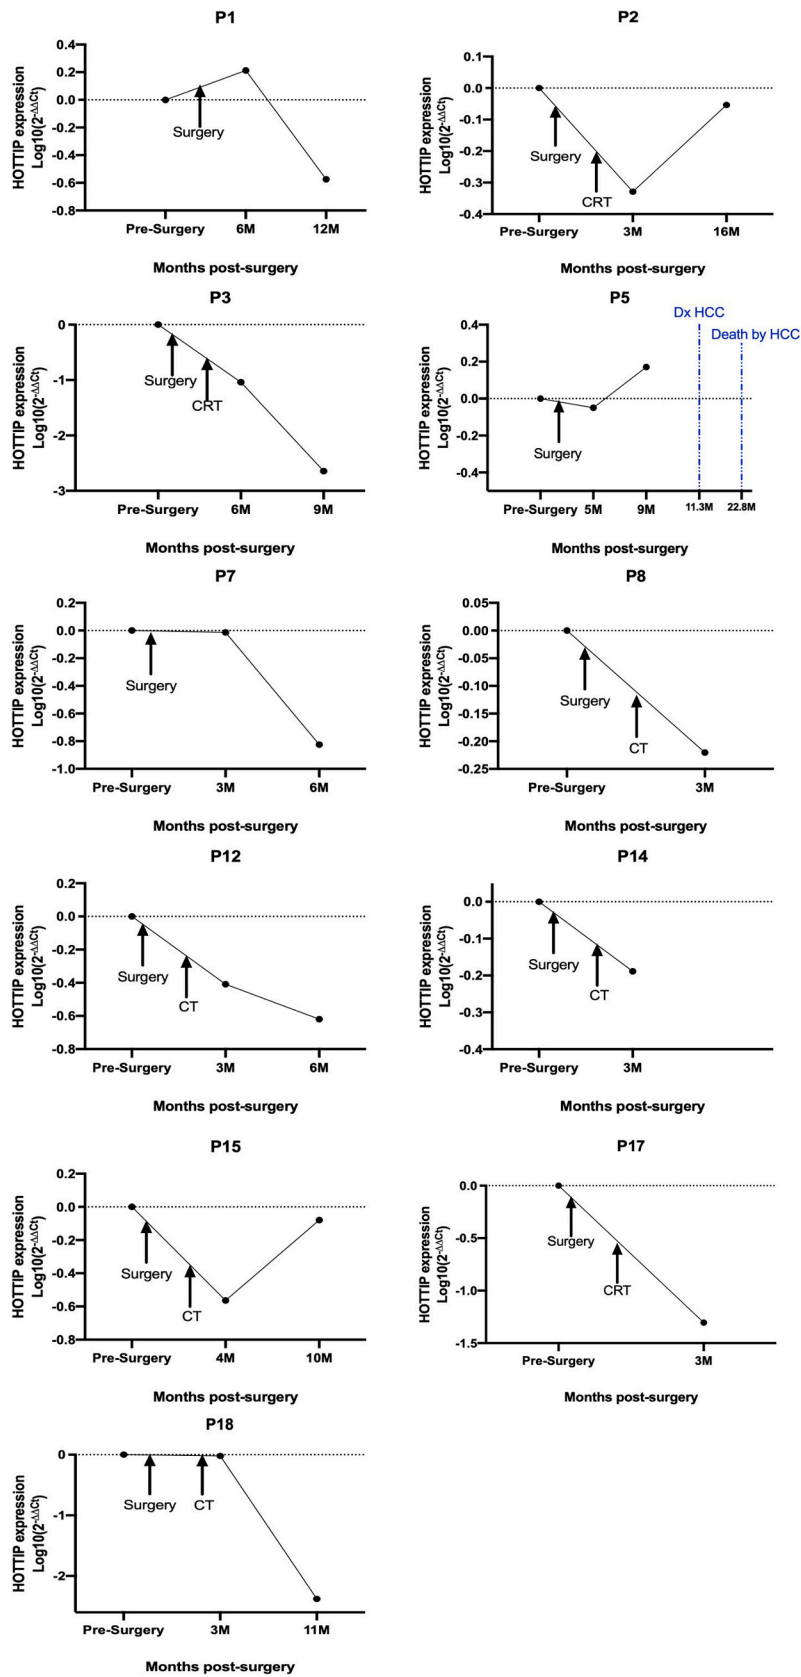 P1
HOTTIP expression
Log10(2-ΔΔCt)
0.4
0.2
0.0
-0.2
-0.4
-0.6
-0.8
Surgery
Pre-Surgery 6M 12M
Months post-surgery
P2
HOTTIP expression
Log10(2-ΔΔCt)
0.1
0.0
-0.1
-0.2
-0.3
-0.4
Surgery
CRT
Pre-Surgery 3M 16M
Months post-surgery
P3
HOTTIP expression
Log10(2-ΔΔCt)
0
-1
-2
-3
Surgery
CRT
Pre-Surgery 6M 9M
Months post-surgery
P5
HOTTIP expression
Log10(2-ΔΔCt)
0.4
0.2
0.0
-0.2
-0.4
Dx HCC
Death by HCC
Surgery
Pre-Surgery 5M 9M 11.3M 22.8M
Months post-surgery
P7
HOTTIP expression
Log10(2-ΔΔCt)
0.2
0.0
-0.2
-0.4
-0.6
-0.8
-1.0
Surgery
Pre-Surgery 3M 6M
Months post-surgery
P8
HOTTIP expression
Log10(2-ΔΔCt)
0.05
0.00
-0.05
-0.10
-0.15
-0.20
-0.25
Surgery
CT
Pre-Surgery 3M
Months post-surgery
P12
HOTTIP expression
Log10(2-ΔΔCt)
0.2
0.0
-0.2
-0.4
-0.6
-0.8
Surgery
CT
Pre-Surgery 3M 6M
Months post-surgery
P14
HOTTIP expression
Log10(2-ΔΔCt)
0.0
-0.1
-0.2
-0.3
-0.4
Surgery
CT
Pre-Surgery 3M
Months post-surgery
P15
HOTTIP expression
Log10(2-ΔΔCt)
0.2
0.0
-0.2
-0.4
-0.6
-0.8
Surgery
CT
Pre-Surgery 4M 10M
Months post-surgery
P17
HOTTIP expression
Log10(2-ΔΔCt)
0.0
-0.5
-1.0
-1.5
Surgery
CRT
Pre-Surgery 3M
Months post-surgery
P18
HOTTIP expression
Log10(2-ΔΔCt)
0
-1
-2
Surgery CT
Pre-Surgery 3M 11M
Months post-surgery